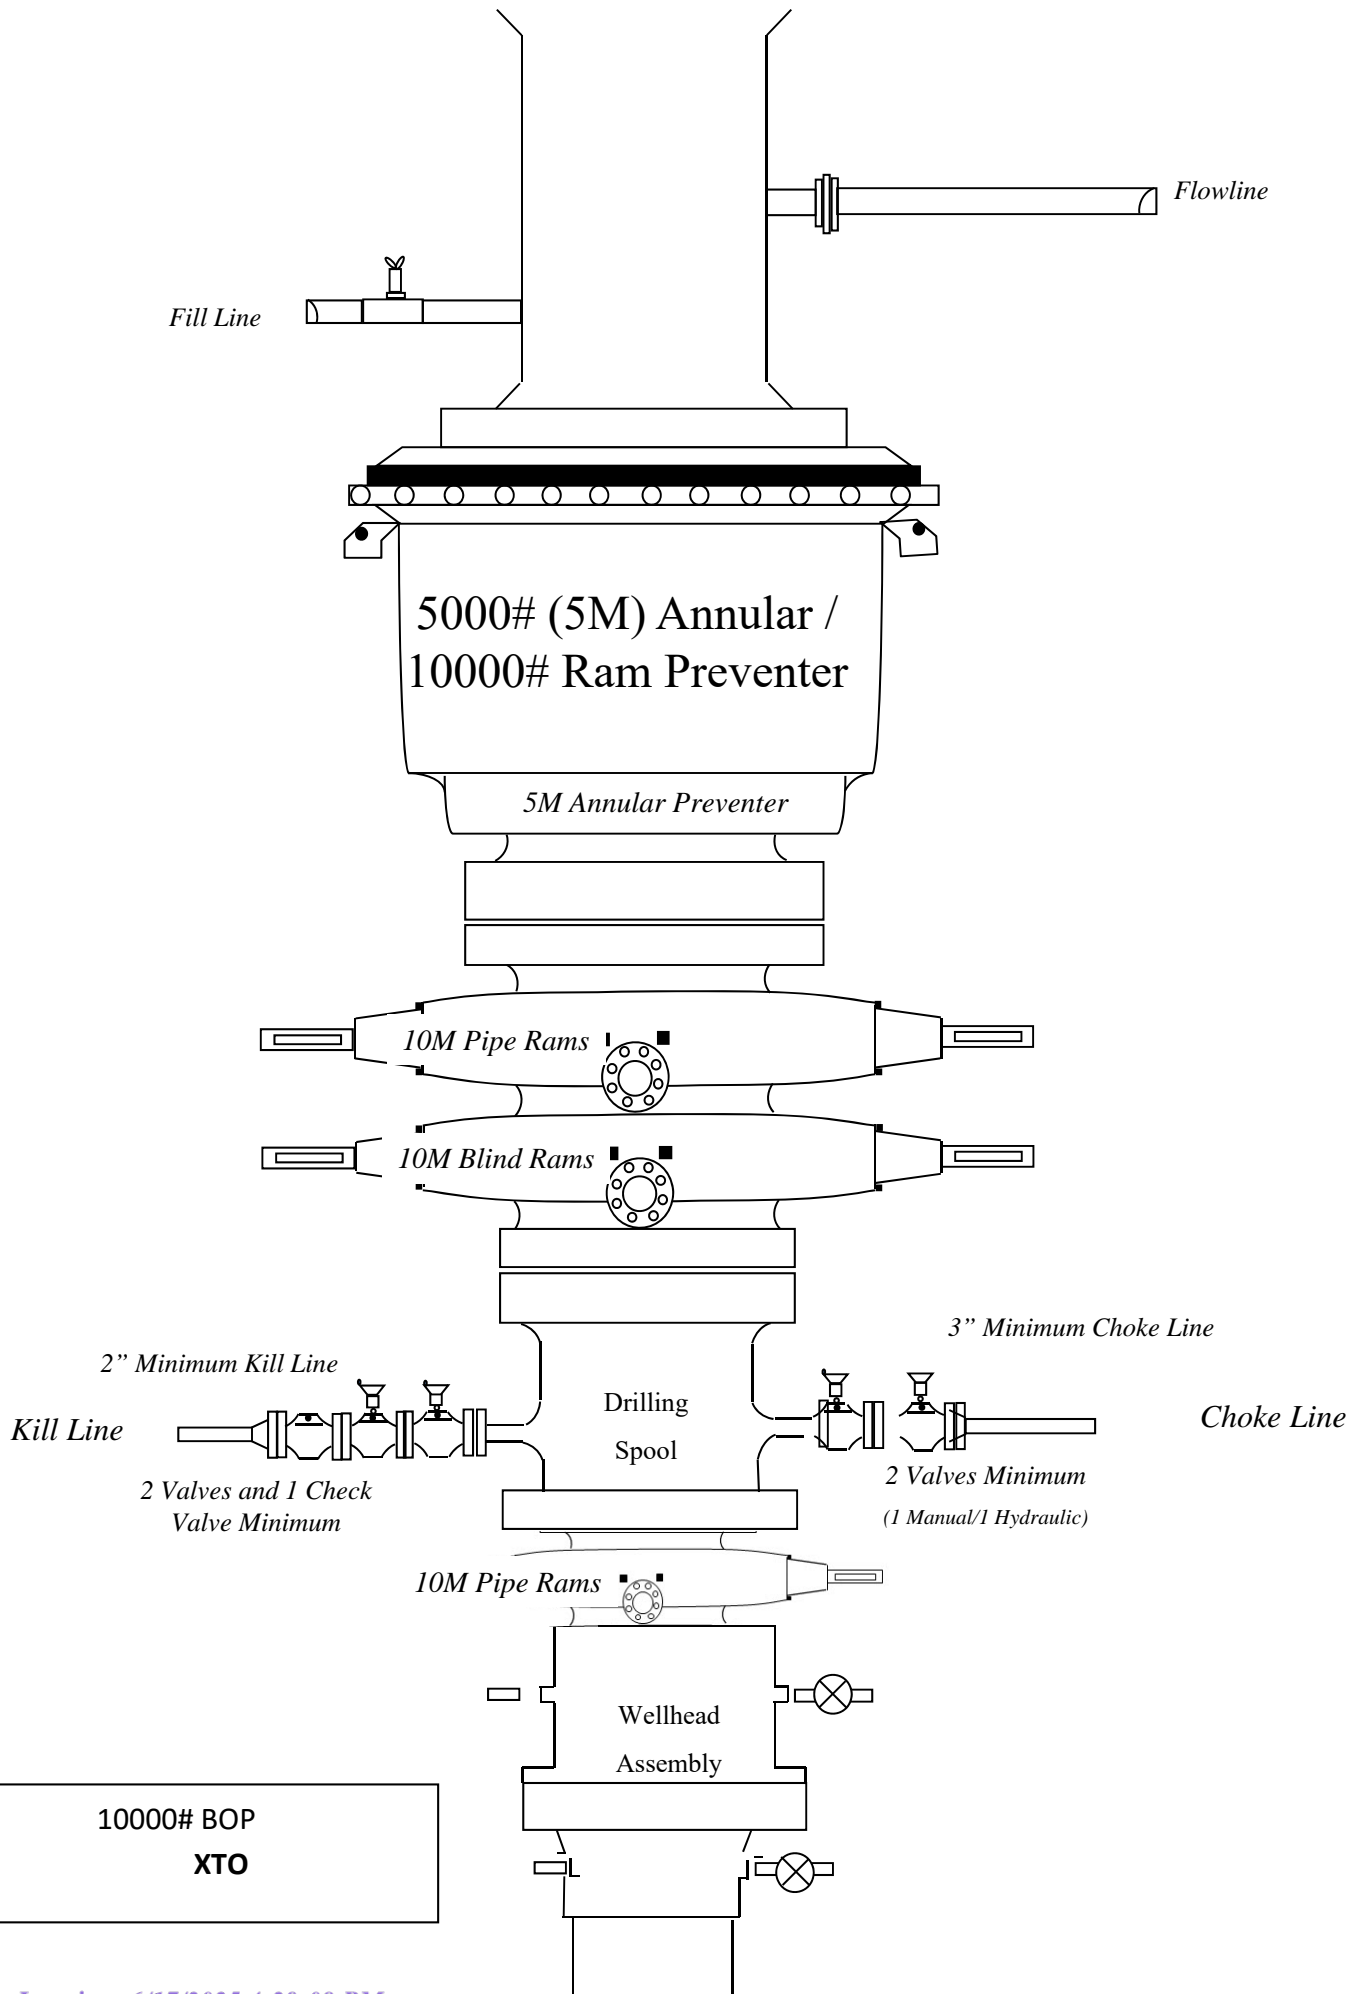 Flowline
Fill Line
5000# (5M) Annular /
10000# Ram Preventer
5M Annular Preventer
10M Pipe Rams
10M Blind Rams
3” Minimum Choke Line
2” Minimum Kill Line
Drilling
Spool
Kill Line
Choke Line
2 Valves and 1 Check
Valve Minimum
2 Valves Minimum
(1 Manual/1 Hydraulic)
10M Pipe Rams
Wellhead
Assembly
10000# BOP
XTO